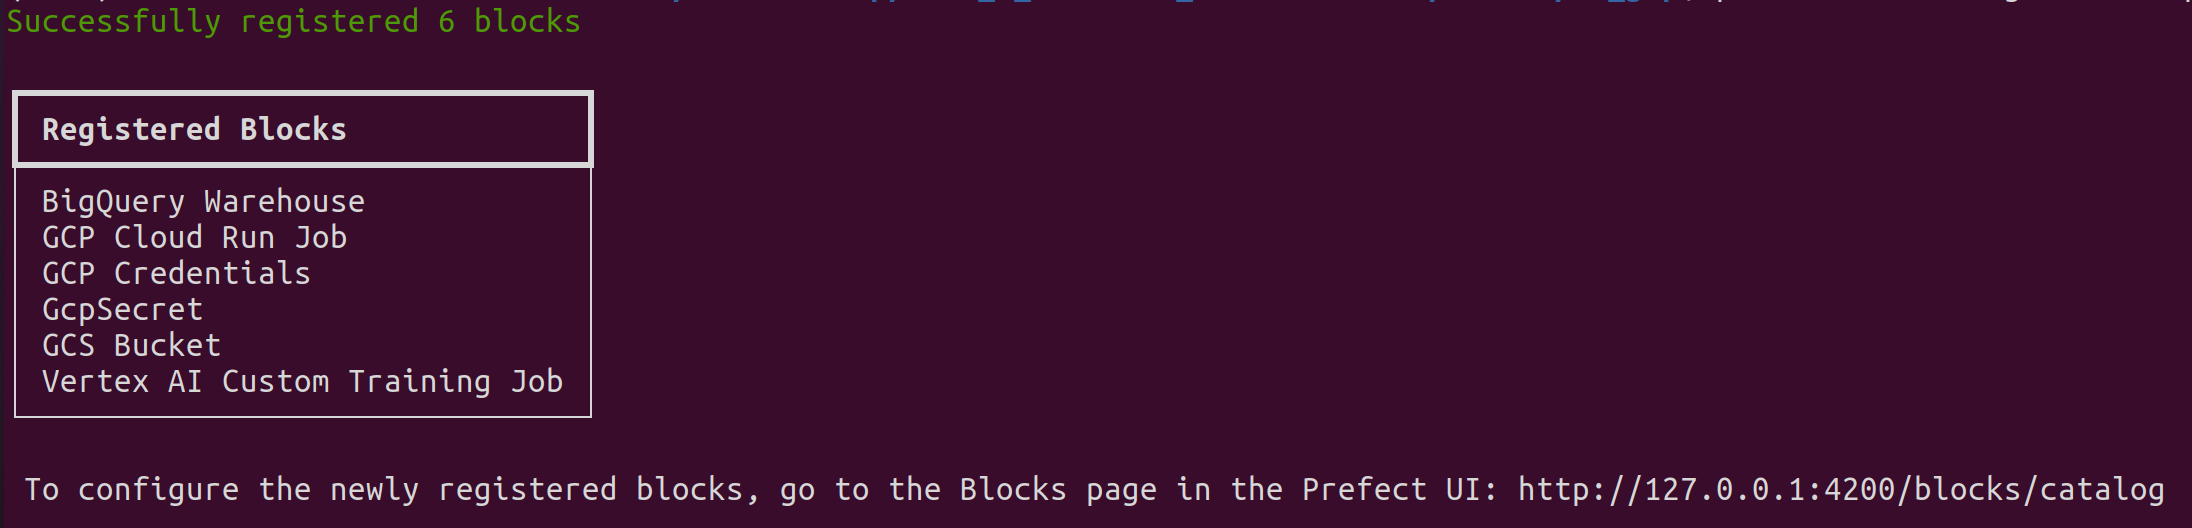 Successfully registered 6 blocks
Registered Blocks
BigQuery Warehouse
GCP Cloud Run Job
GCP Credentials
GcpSecret
GCS Bucket
Vertex AI Custom Training Job
To configure the newly registered blocks, go to the Blocks page in the Prefect UI: http://127.0.0.1:4200/blocks/catalog